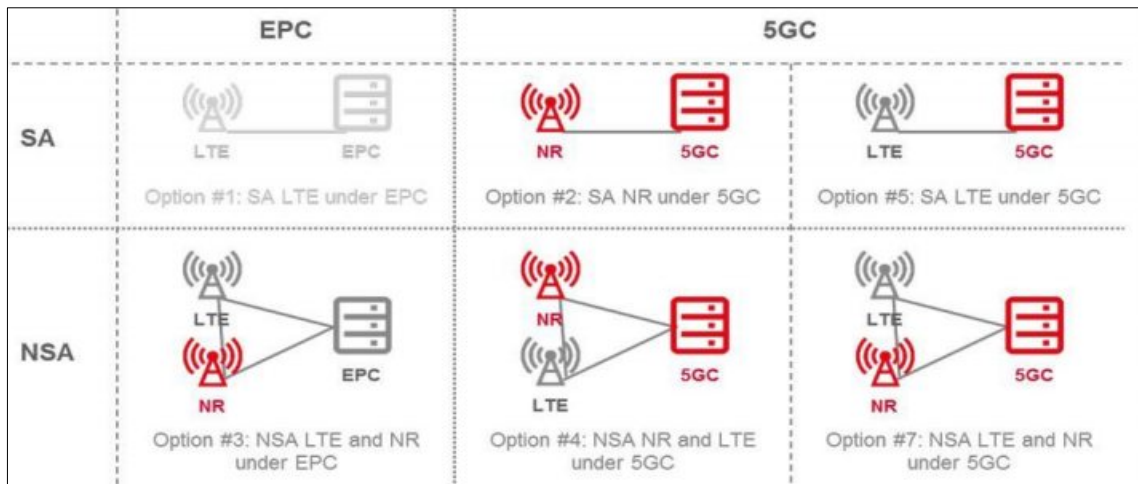 EPC
5GC
SA
LTE
EPC
Option #1: SA LTE under EPC
NR
5GC
Option #2: SA NR under 5GC
LTE
5GC
Option #5: SA LTE under 5GC
NSA
LTE
NR
EPC
Option #3: NSA LTE and NR
under EPC
NR
LTE
5GC
Option #4: NSA NR and LTE
under 5GC
LTE
NR
5GC
Option #7: NSA LTE and NR
under 5GC